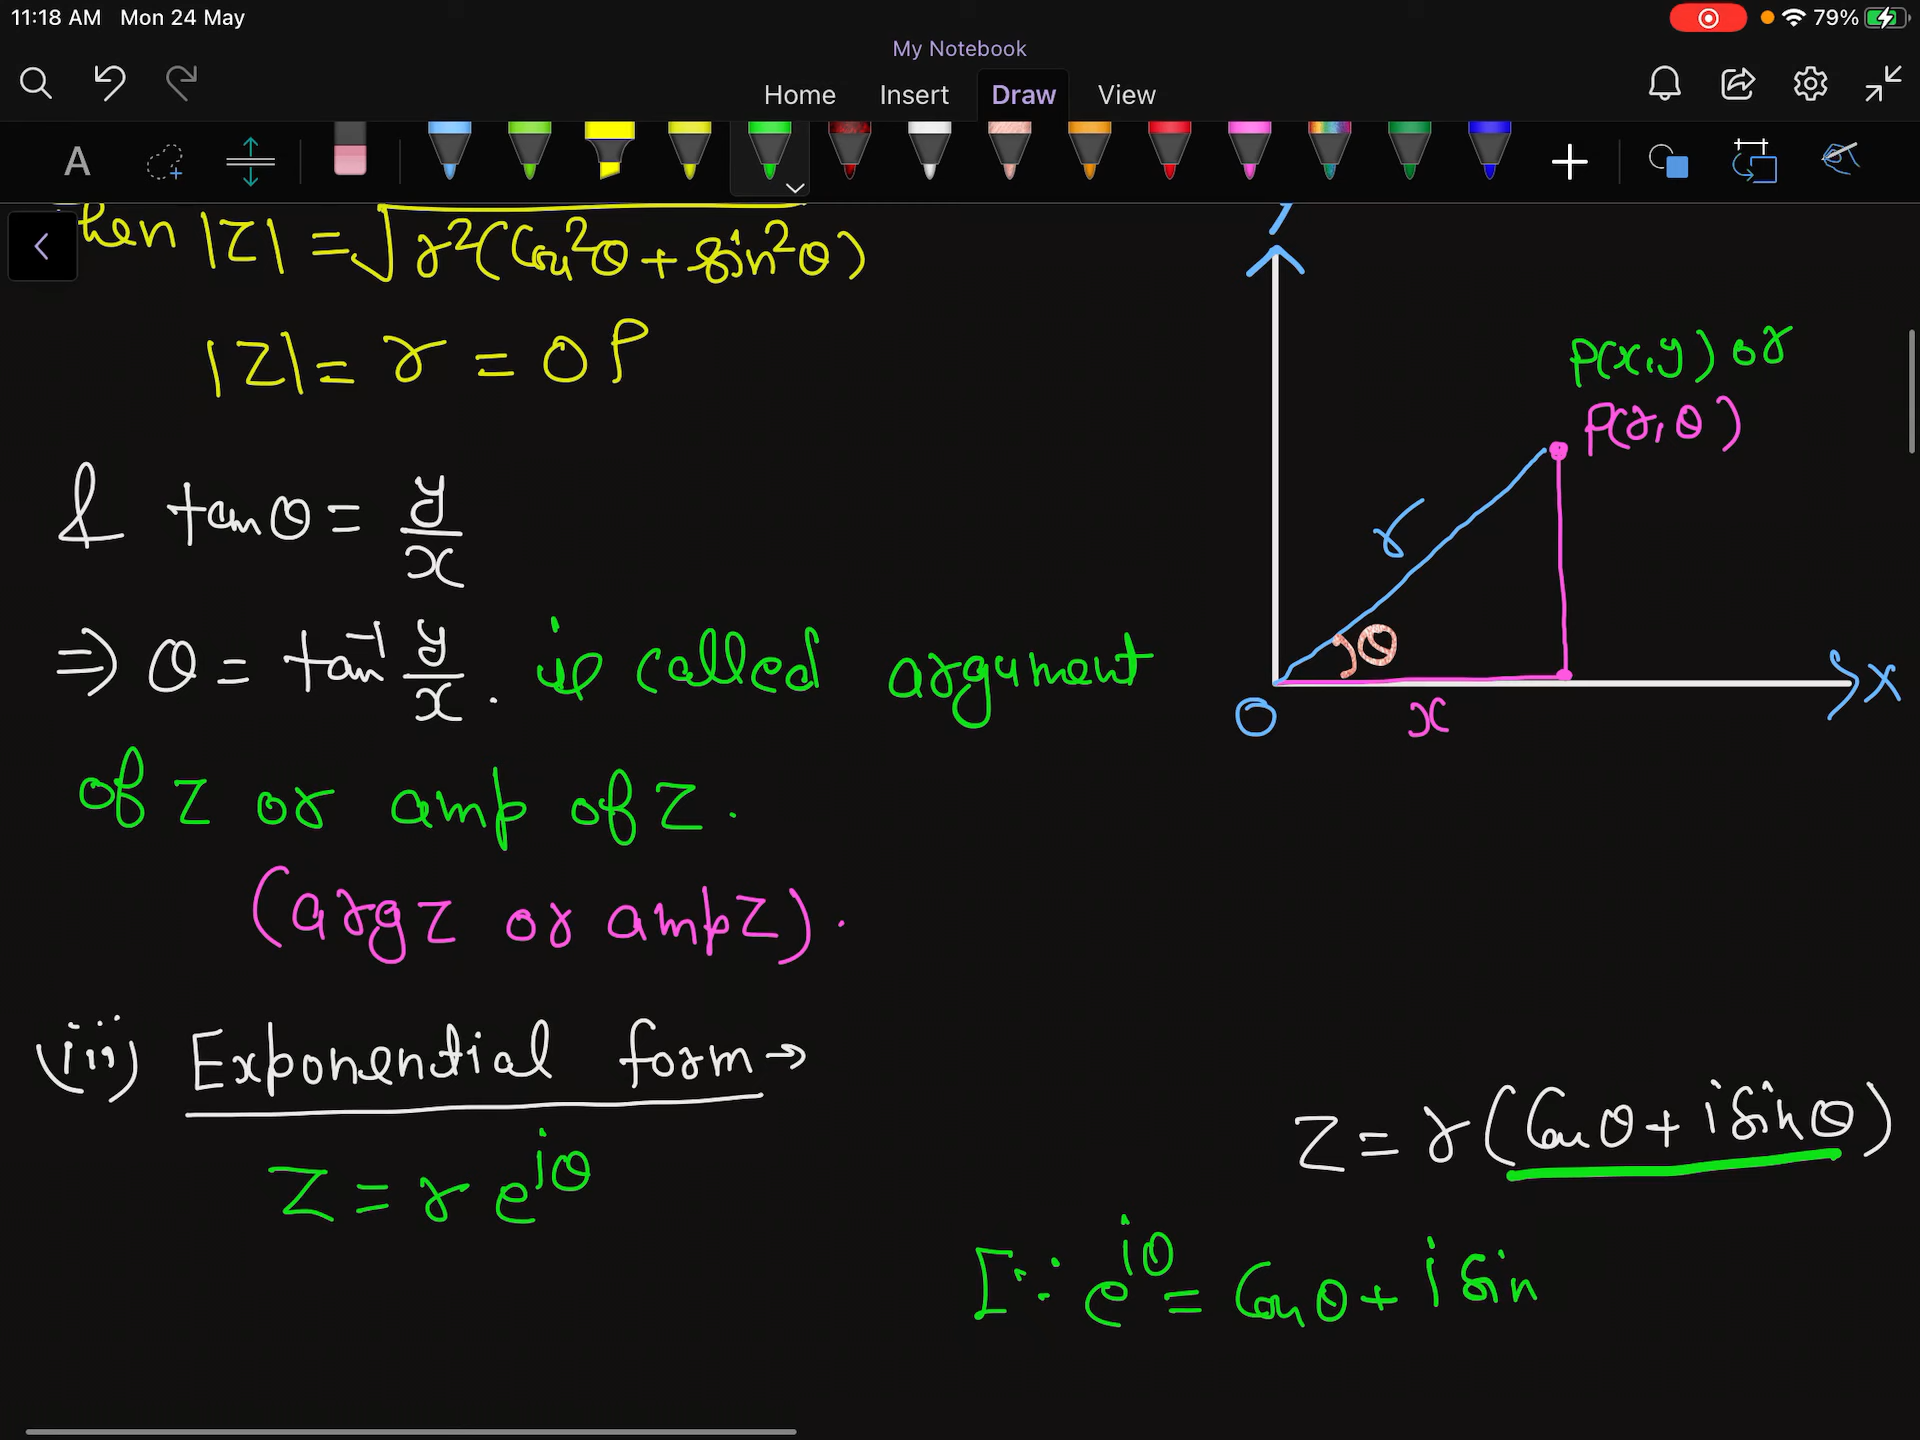 11:18 AM Mon 24 May
79%
My Notebook
Home Insert Draw View
A
then |Z| = √r²(Cosθ² + sin²θ)
|Z| = r = OP
& tanθ = y/x
⇒ θ = tan⁻¹ y/x . is called argument
of Z or amp of Z.
(arg Z or amp Z).
y
P(x,y) or
P(r,θ)
r
θ
O
x
X
(iii) Exponential form →
Z = r e^iθ
Z = r (Cosθ + i Sinθ)
[∵ e^iθ = Cosθ + i Sin